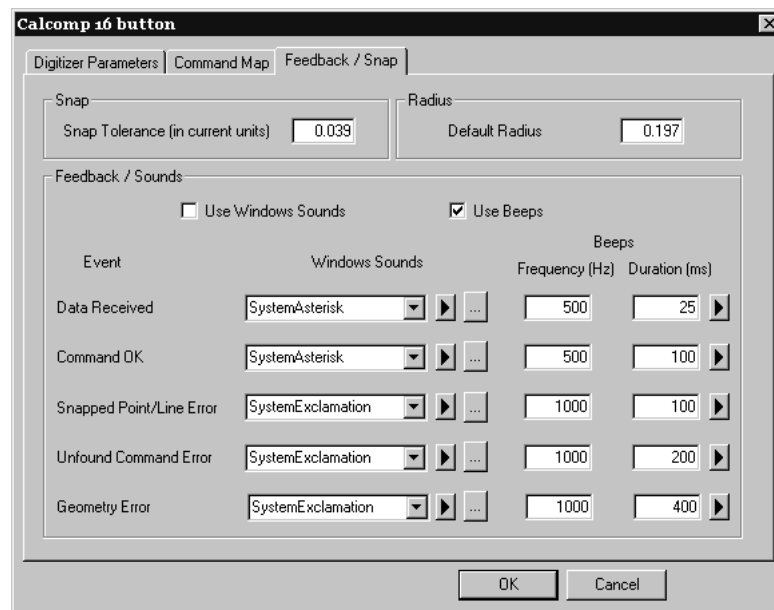 Calcomp 16 button
Digitizer Parameters Command Map Feedback / Snap
Snap Radius
Snap Tolerance (in current units) 0.039 Default Radius 0.197
Feedback / Sounds
Use Windows Sounds Use Beeps
Beeps
Event Windows Sounds Frequency (Hz) Duration (ms)
Data Received SystemAsterisk ... 500 25
Command OK SystemAsterisk ... 500 100
Snapped Point/Line Error SystemExclamation ... 1000 100
Unfound Command Error SystemExclamation ... 1000 200
Geometry Error SystemExclamation ... 1000 400
OK Cancel